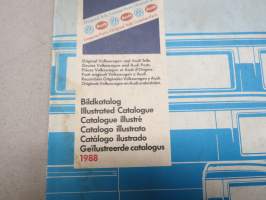 Original Volkswagen und Audi Teile
Genuine Volkswagen and Audi Parts
Pièces Volkswagen et Audi d'Origine
Parti originali Volkswagen e Audi
Recambios Originales Volkswagen y Audi
Originele Volkswagen en Audi onderdelen
Bildkatalog
Illustrated Catalogue
Catalogue illustré
Catalogo illustrato
Catálogo ilustrado
Geïllustreerde catalogus
1988